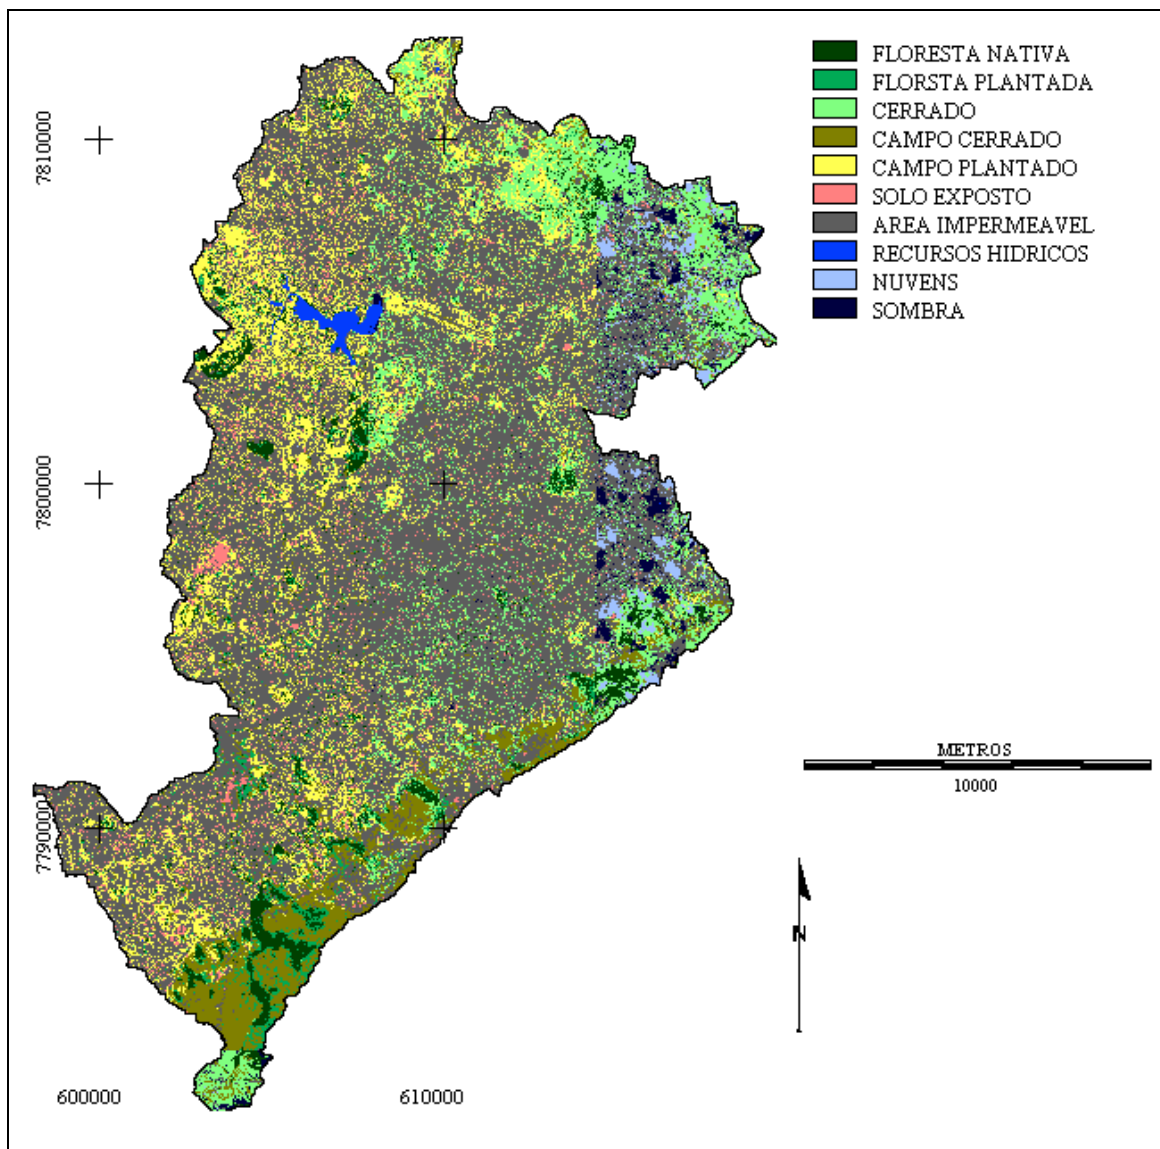 FLORESTA NATIVA
FLORSTA PLANTADA
CERRADO
CAMPO CERRADO
CAMPO PLANTADO
SOLO EXPOSTO
AREA IMPERMEAVEL
RECURSOS HIDRICOS
NUVENS
SOMBRA
7810000
7800000
7790000
METROS
10000
N
600000
610000